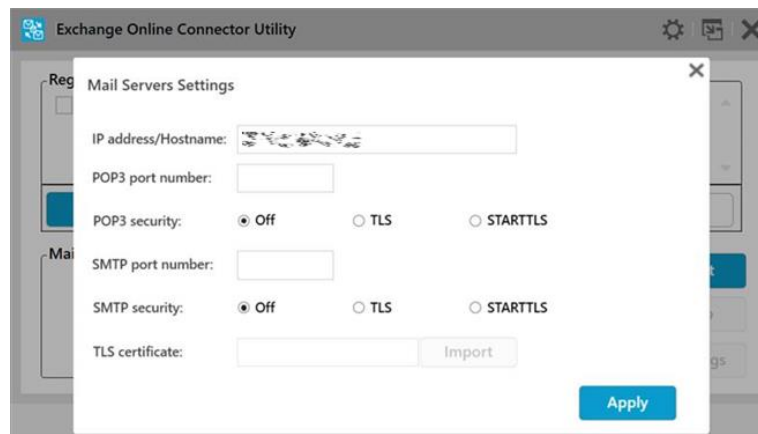 Exchange Online Connector Utility
Reg
Mail Servers Settings
IP address/Hostname:
POP3 port number:
POP3 security: Off TLS STARTTLS
Mai
SMTP port number:
t
SMTP security: Off TLS STARTTLS
TLS certificate: Import
gs
Apply